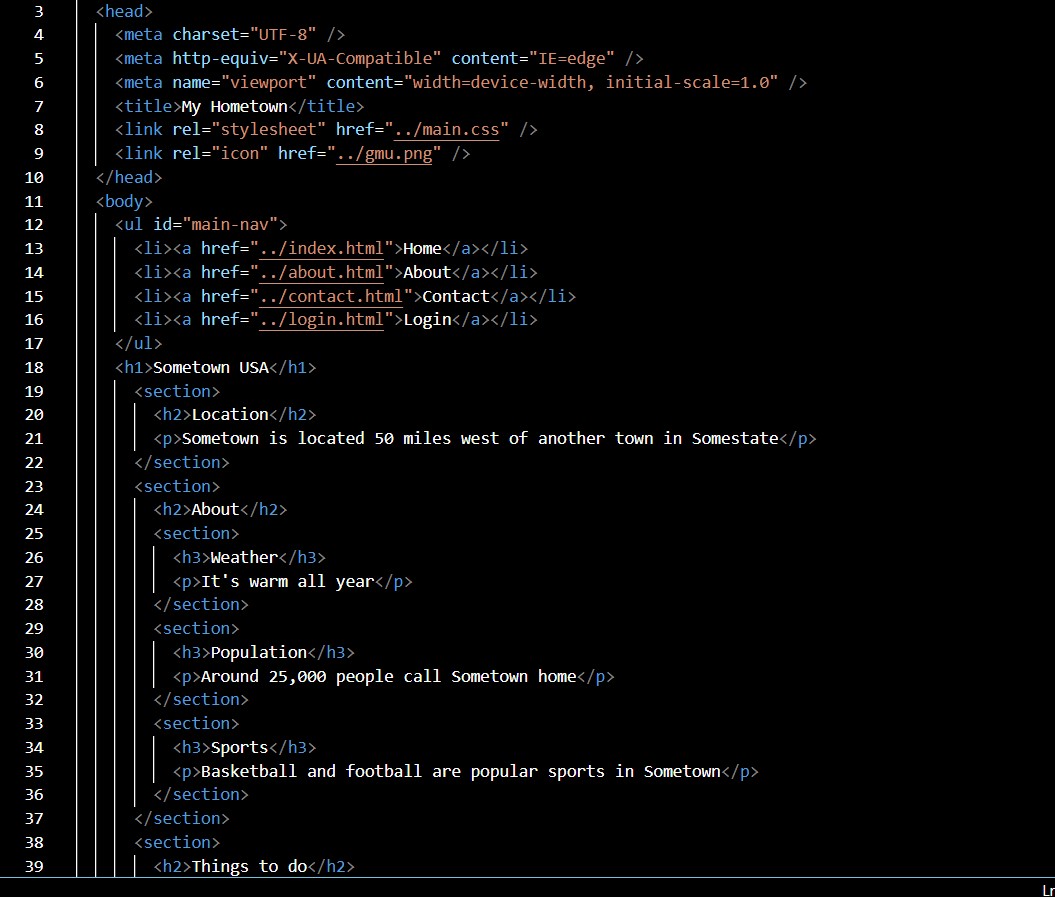 3 <head>
4 <meta charset="UTF-8" />
5 <meta http-equiv="X-UA-Compatible" content="IE=edge" />
6 <meta name="viewport" content="width=device-width, initial-scale=1.0" />
7 <title>My Hometown</title>
8 <link rel="stylesheet" href="../main.css" />
9 <link rel="icon" href="../gmu.png" />
10 </head>
11 <body>
12 <ul id="main-nav">
13 <li><a href="../index.html">Home</a></li>
14 <li><a href="../about.html">About</a></li>
15 <li><a href="../contact.html">Contact</a></li>
16 <li><a href="../login.html">Login</a></li>
17 </ul>
18 <h1>Sometown USA</h1>
19 <section>
20 <h2>Location</h2>
21 <p>Sometown is located 50 miles west of another town in Somestate</p>
22 </section>
23 <section>
24 <h2>About</h2>
25 <section>
26 <h3>Weather</h3>
27 <p>It's warm all year</p>
28 </section>
29 <section>
30 <h3>Population</h3>
31 <p>Around 25,000 people call Sometown home</p>
32 </section>
33 <section>
34 <h3>Sports</h3>
35 <p>Basketball and football are popular sports in Sometown</p>
36 </section>
37 </section>
38 <section>
39 <h2>Things to do</h2>